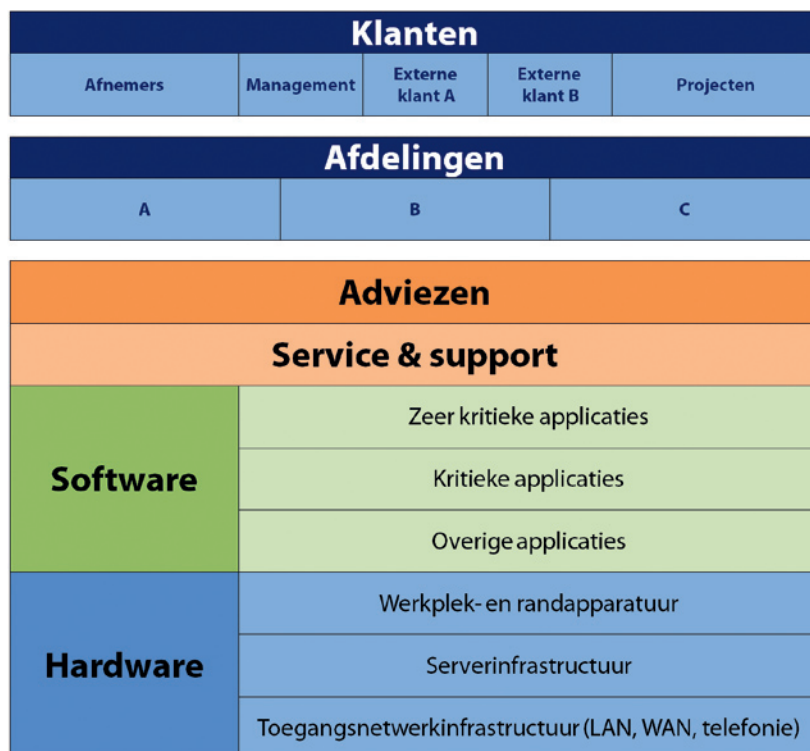 Klanten
Afnemers
Management
Externe
klant A
Externe
klant B
Projecten
Afdelingen
A
B
C
Adviezen
Service & support
Software
Zeer kritieke applicaties
Kritieke applicaties
Overige applicaties
Hardware
Werkplek- en randapparatuur
Serverinfrastructuur
Toegangsnetwerkinfrastructuur (LAN, WAN, telefonie)